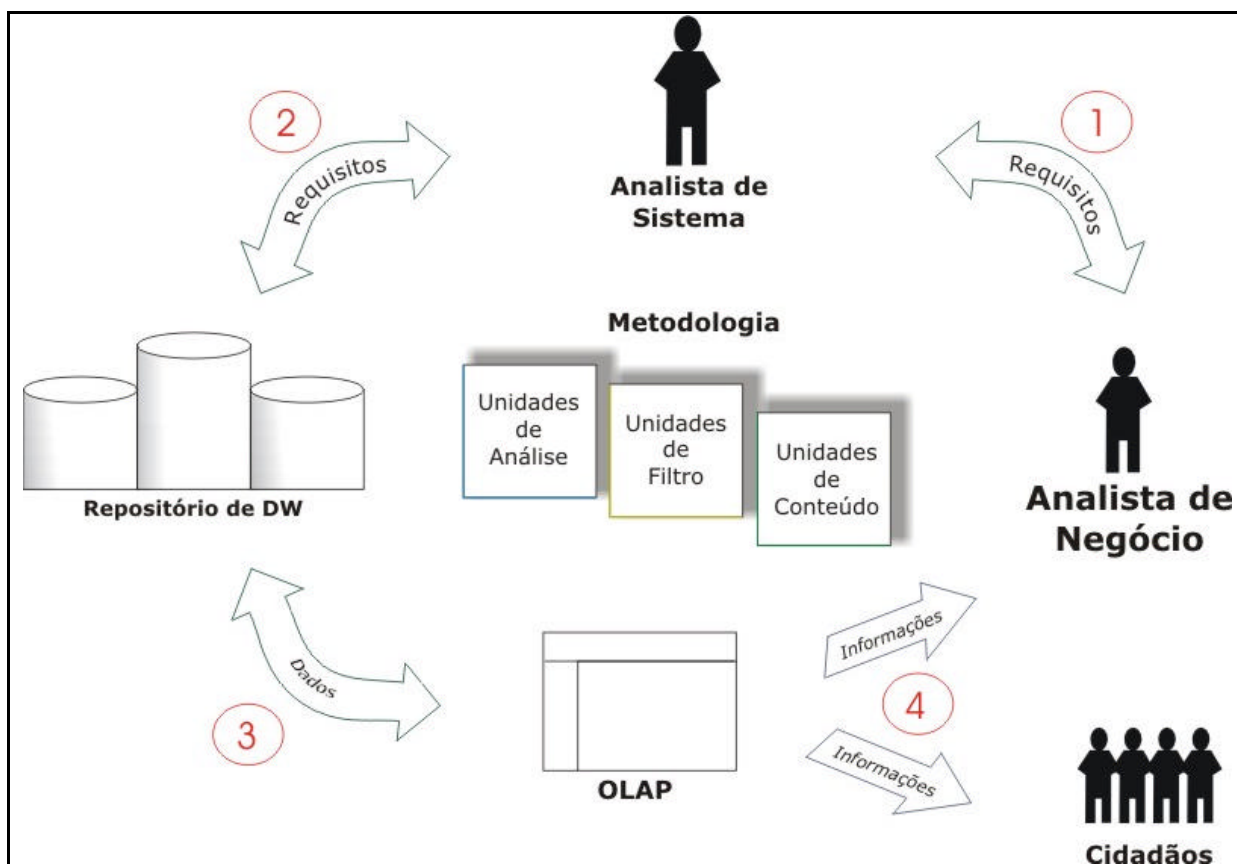 2
1
Requisitos
Requisitos
Analista de
Sistema
Metodologia
Unidades
de
Análise
Unidades
de
Filtro
Unidades
de
Conteúdo
Repositório de DW
Analista de
Negócio
Dados
3
OLAP
Informações
4
Informações
Cidadãos